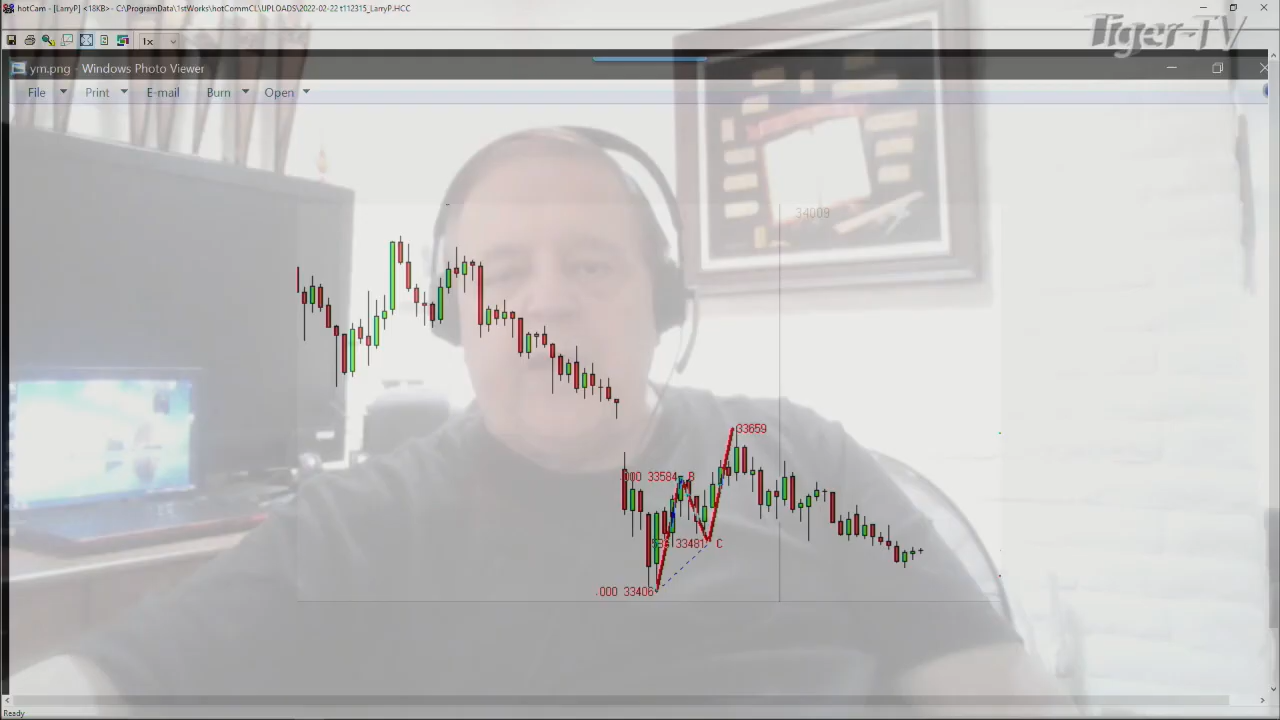 hotCam - [LarryP] <18KB> - C:\ProgramData\1stWorks\hotCommCL\UPLOADS\2022-02-22 t112315_LarryP.HCC
Tiger-TV
1x
ym.png - Windows Photo Viewer
File Print E-mail Burn Open
34009
33659
.000 33584 B
33481 C
.000 33406
Ready